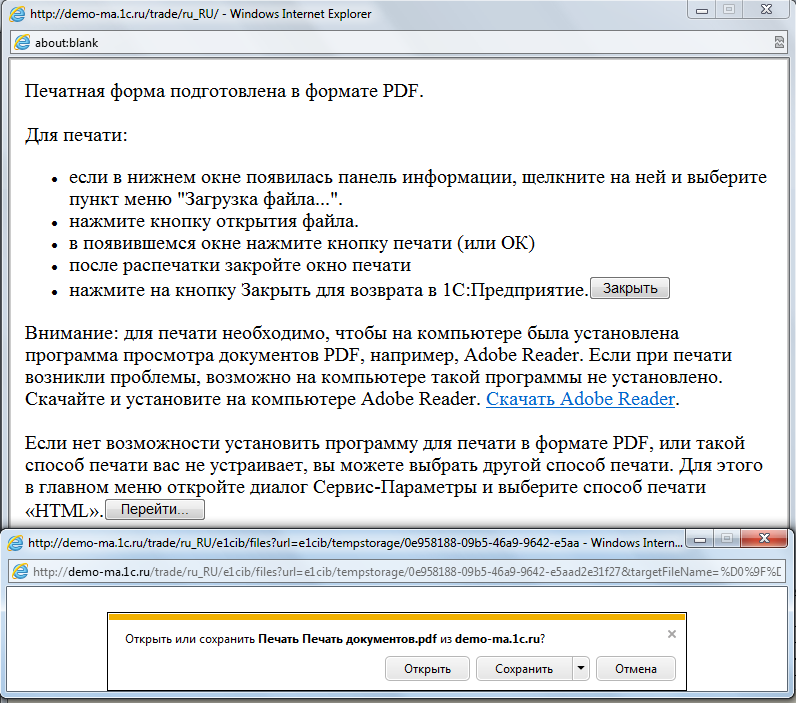 http://demo-ma.1c.ru/trade/ru_RU/ - Windows Internet Explorer
about:blank
Печатная форма подготовлена в формате PDF.
Для печати:
если в нижнем окне появилась панель информации, щелкните на ней и выберите
пункт меню "Загрузка файла...".
нажмите кнопку открытия файла.
в появившемся окне нажмите кнопку печати (или ОК)
после распечатки закройте окно печати
нажмите на кнопку Закрыть для возврата в 1С:Предприятие. Закрыть
Внимание: для печати необходимо, чтобы на компьютере была установлена
программа просмотра документов PDF, например, Adobe Reader. Если при печати
возникли проблемы, возможно на компьютере такой программы не установлено.
Скачайте и установите на компьютере Adobe Reader. Скачать Adobe Reader.
Если нет возможности установить программу для печати в формате PDF, или такой
способ печати вас не устраивает, вы можете выбрать другой способ печати. Для этого
в главном меню откройте диалог Сервис-Параметры и выберите способ печати
«HTML». Перейти...
http://demo-ma.1c.ru/trade/ru_RU/e1cib/files?url=e1cib/tempstorage/0e958188-09b5-46a9-9642-e5aa - Windows Intern...
http://demo-ma.1c.ru/trade/ru_RU/e1cib/files?url=e1cib/tempstorage/0e958188-09b5-46a9-9642-e5aad2e31f27&targetFileName=%D0%9F%D
Открыть или сохранить Печать Печать документов.pdf из demo-ma.1c.ru?
Открыть Сохранить Отмена